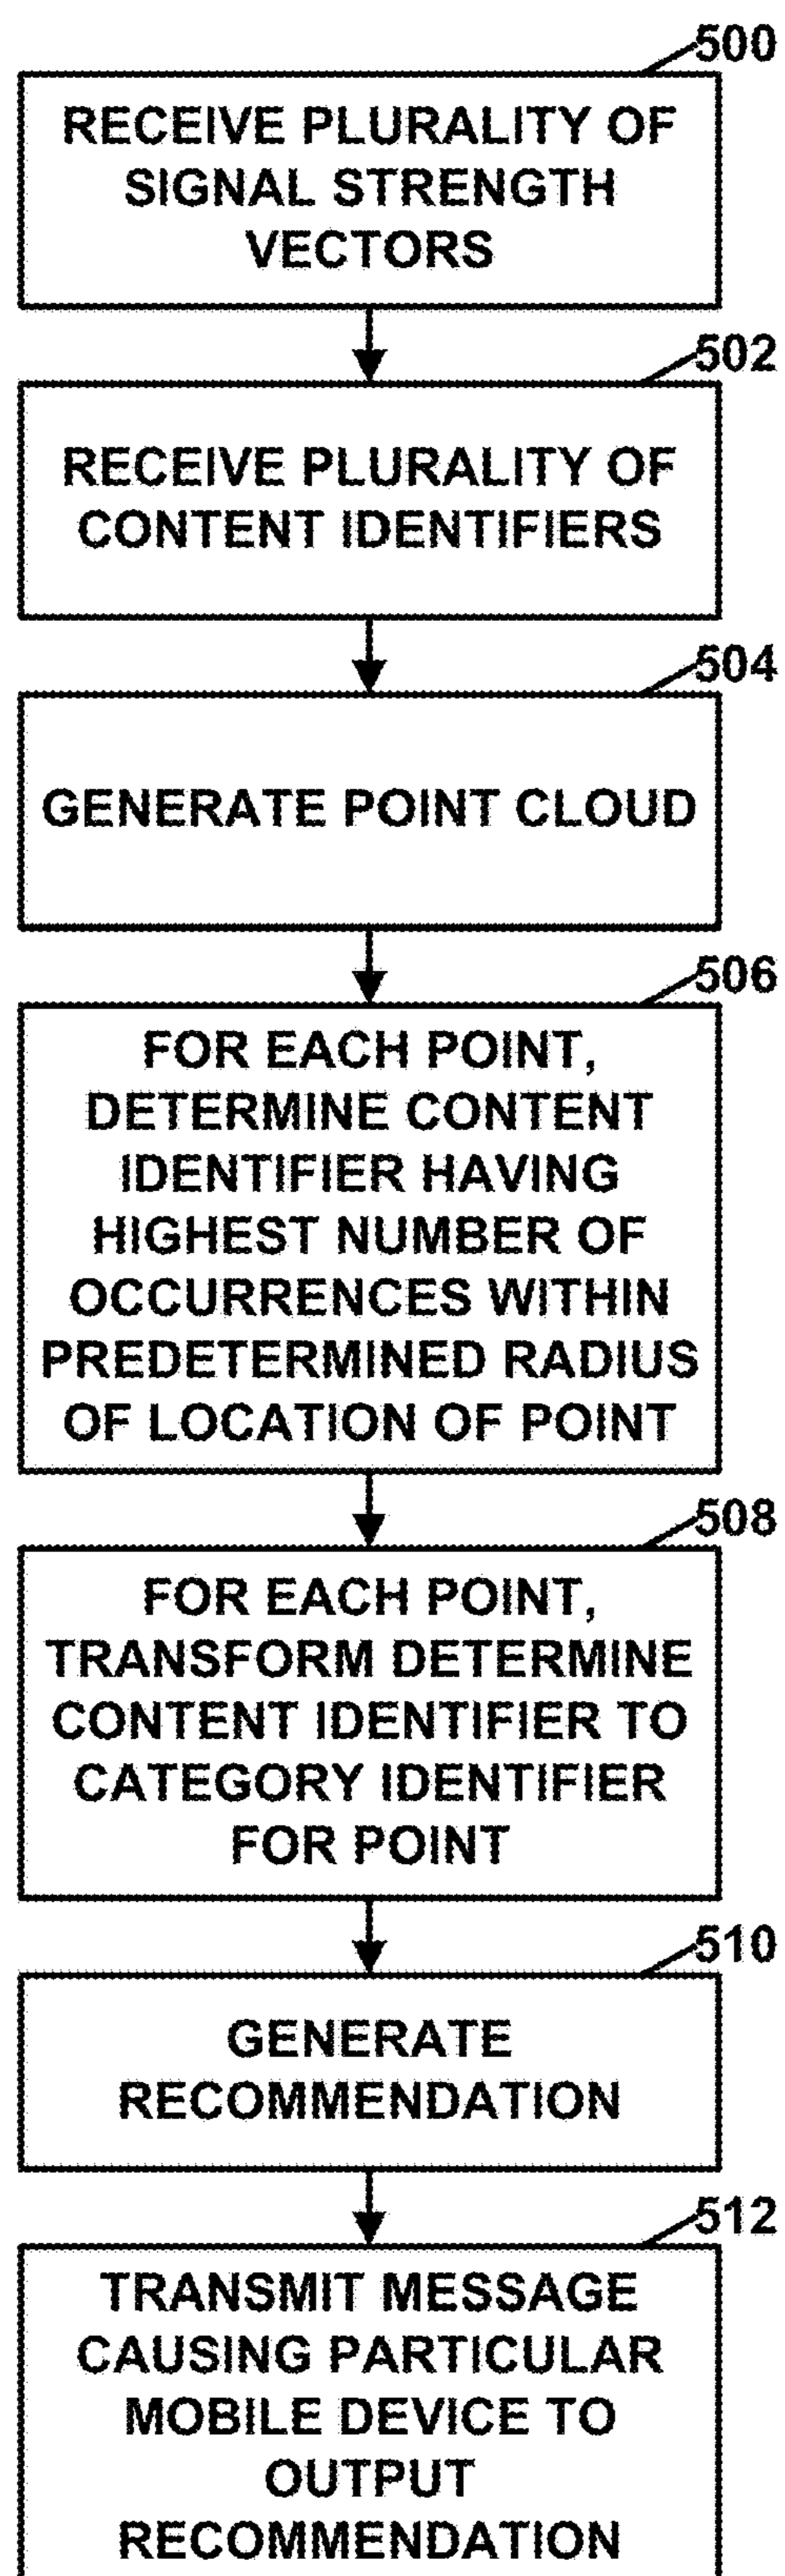 500
RECEIVE PLURALITY OF
SIGNAL STRENGTH
VECTORS
502
RECEIVE PLURALITY OF
CONTENT IDENTIFIERS
504
GENERATE POINT CLOUD
506
FOR EACH POINT,
DETERMINE CONTENT
IDENTIFIER HAVING
HIGHEST NUMBER OF
OCCURRENCES WITHIN
PREDETERMINED RADIUS
OF LOCATION OF POINT
508
FOR EACH POINT,
TRANSFORM DETERMINE
CONTENT IDENTIFIER TO
CATEGORY IDENTIFIER
FOR POINT
510
GENERATE
RECOMMENDATION
512
TRANSMIT MESSAGE
CAUSING PARTICULAR
MOBILE DEVICE TO
OUTPUT
RECOMMENDATION